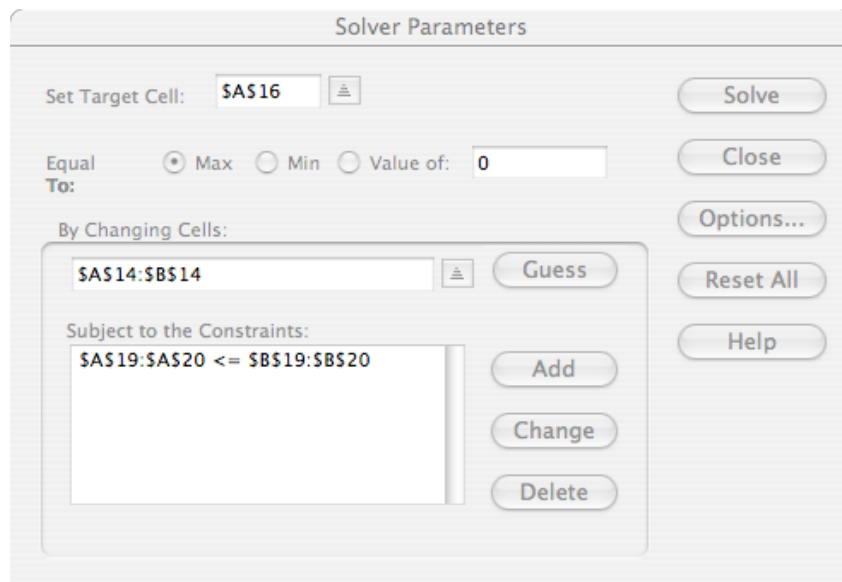 Solver Parameters
Set Target Cell: $A$16
Solve
Equal To: Max Min Value of: 0
Close
By Changing Cells:
Options...
$A$14:$B$14 Guess
Reset All
Subject to the Constraints:
Help
$A$19:$A$20 <= $B$19:$B$20
Add
Change
Delete